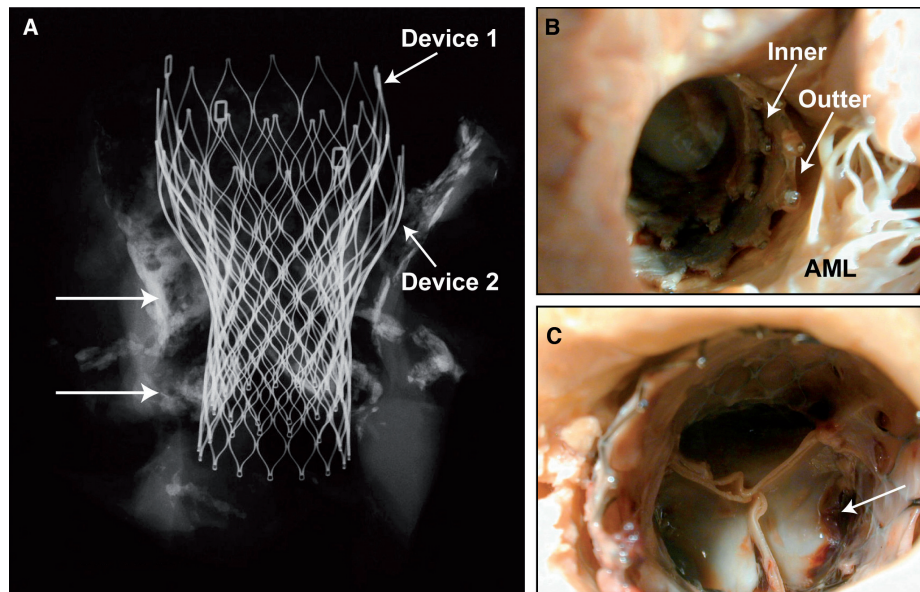 A
Device 1
Device 2
B
Inner
Outter
AML
C